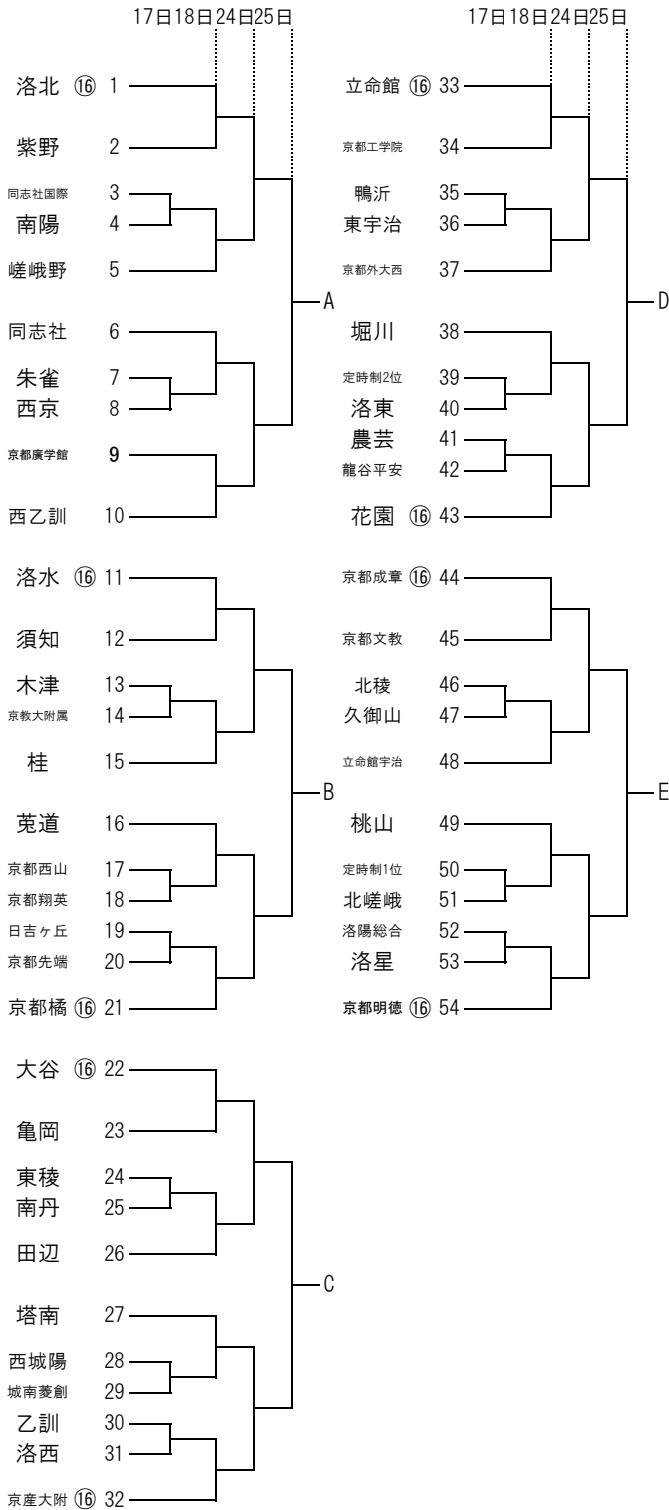 17日18日24日25日
洛北 ⑯ 1
紫野 2
同志社国際 3
南陽 4
嵯峨野 5
A
同志社 6
朱雀 7
西京 8
京都廣学館 9
西乙訓 10
洛水 ⑯ 11
須知 12
木津 13
京教大附属 14
桂 15
B
莵道 16
京都西山 17
京都翔英 18
日吉ヶ丘 19
京都先端 20
京都橘 ⑯ 21
大谷 ⑯ 22
亀岡 23
東稜 24
南丹 25
田辺 26
C
塔南 27
西城陽 28
城南菱創 29
乙訓 30
洛西 31
京産大附 ⑯ 32
17日18日24日25日
立命館 ⑯ 33
京都工学院 34
鴨沂 35
東宇治 36
京都外大西 37
D
堀川 38
定時制2位 39
洛東 40
農芸 41
龍谷平安 42
花園 ⑯ 43
京都成章 ⑯ 44
京都文教 45
北稜 46
久御山 47
立命館宇治 48
E
桃山 49
定時制1位 50
北嵯峨 51
洛陽総合 52
洛星 53
京都明徳 ⑯ 54